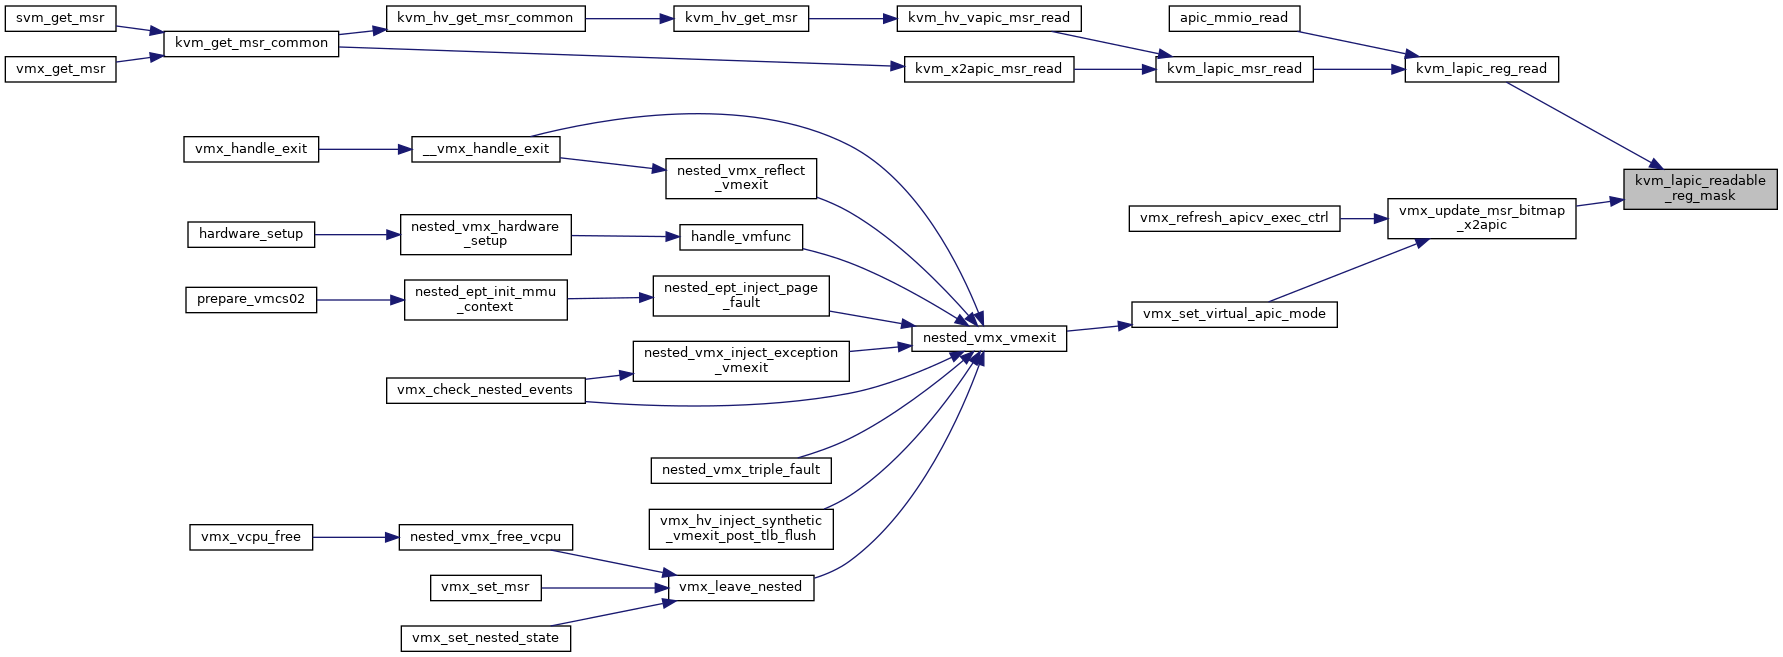 svm_get_msr
vmx_get_msr
kvm_get_msr_common
kvm_hv_get_msr_common
kvm_hv_get_msr
kvm_hv_vapic_msr_read
apic_mmio_read
kvm_x2apic_msr_read
kvm_lapic_msr_read
kvm_lapic_reg_read
kvm_lapic_readable
_reg_mask
vmx_handle_exit
__vmx_handle_exit
nested_vmx_reflect
_vmexit
hardware_setup
nested_vmx_hardware
_setup
handle_vmfunc
vmx_refresh_apicv_exec_ctrl
vmx_update_msr_bitmap
_x2apic
prepare_vmcs02
nested_ept_init_mmu
_context
nested_ept_inject_page
_fault
nested_vmx_vmexit
vmx_set_virtual_apic_mode
nested_vmx_inject_exception
_vmexit
vmx_check_nested_events
nested_vmx_triple_fault
vmx_hv_inject_synthetic
_vmexit_post_tlb_flush
vmx_vcpu_free
nested_vmx_free_vcpu
vmx_set_msr
vmx_leave_nested
vmx_set_nested_state